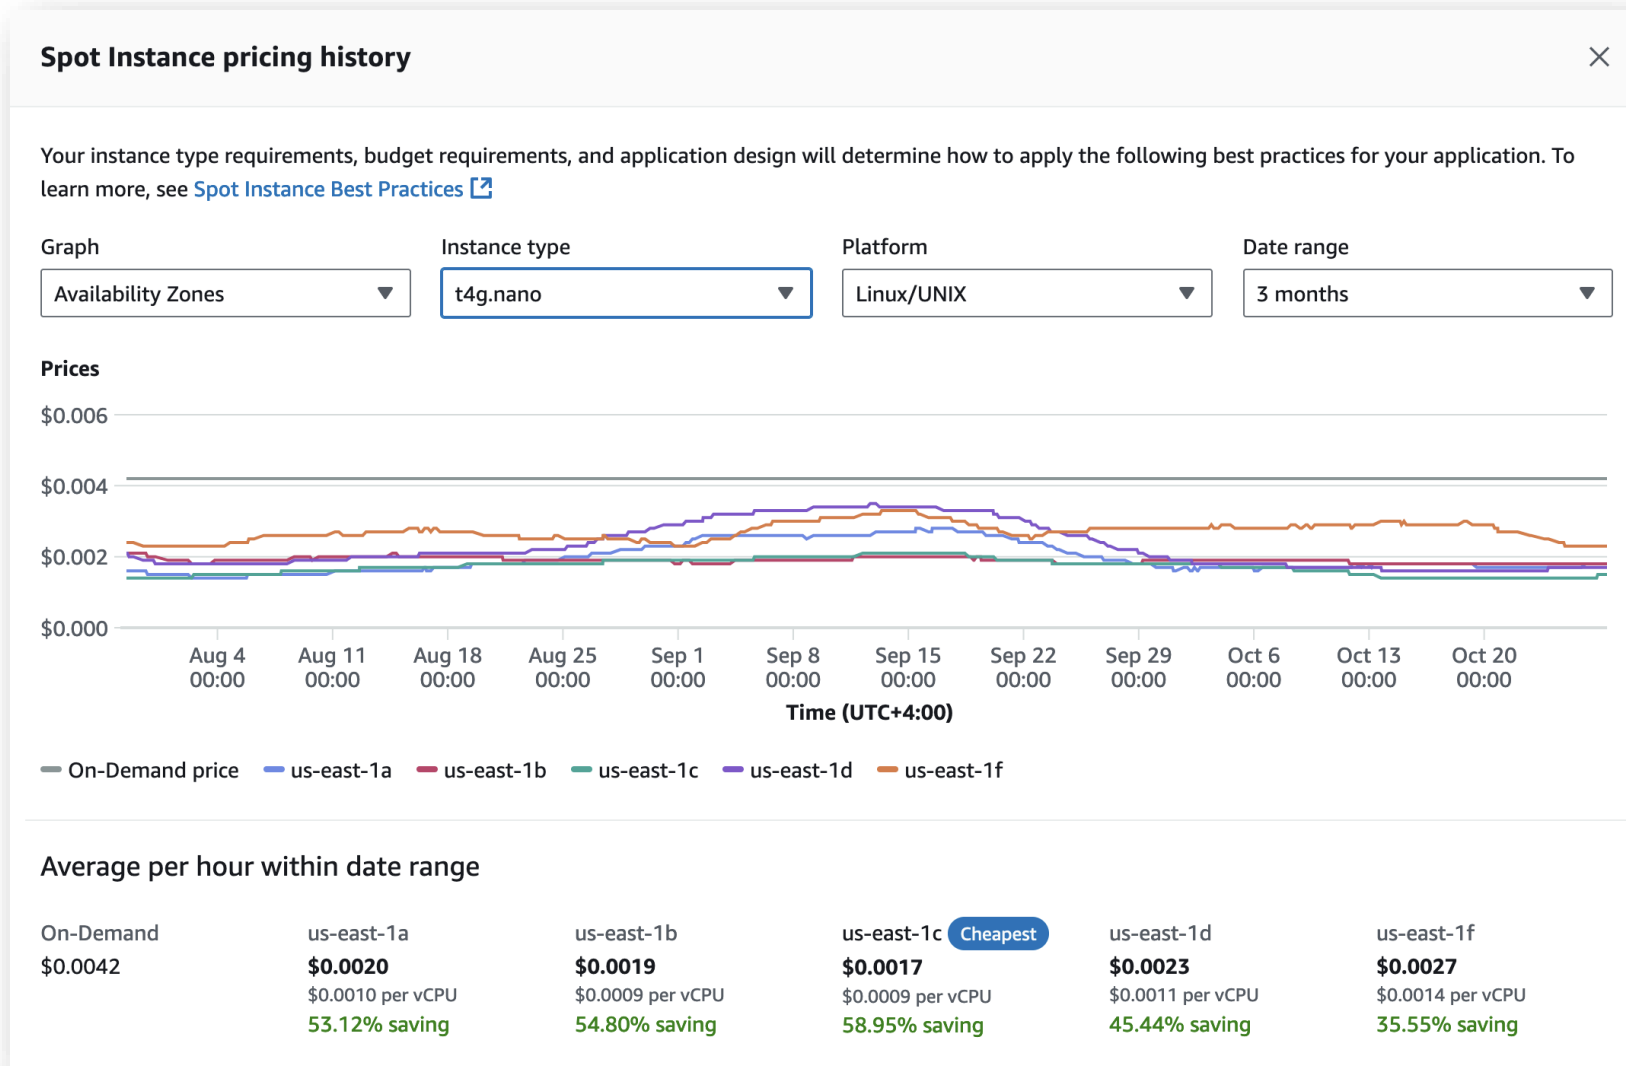 Spot Instance pricing history
Your instance type requirements, budget requirements, and application design will determine how to apply the following best practices for your application. To
learn more, see Spot Instance Best Practices
Graph
Availability Zones
Instance type
t4g.nano
Platform
Linux/UNIX
Date range
3 months
Prices
$0.006
$0.004
$0.002
$0.000
Aug 4 Aug 11 Aug 18 Aug 25 Sep 1 Sep 8 Sep 15 Sep 22 Sep 29 Oct 6 Oct 13 Oct 20
00:00 00:00 00:00 00:00 00:00 00:00 00:00 00:00 00:00 00:00 00:00 00:00
Time (UTC+4:00)
On-Demand price us-east-1a us-east-1b us-east-1c us-east-1d us-east-1f
Average per hour within date range
On-Demand
$0.0042
us-east-1a
$0.0020
$0.0010 per vCPU
53.12% saving
us-east-1b
$0.0019
$0.0009 per vCPU
54.80% saving
us-east-1c Cheapest
$0.0017
$0.0009 per vCPU
58.95% saving
us-east-1d
$0.0023
$0.0011 per vCPU
45.44% saving
us-east-1f
$0.0027
$0.0014 per vCPU
35.55% saving